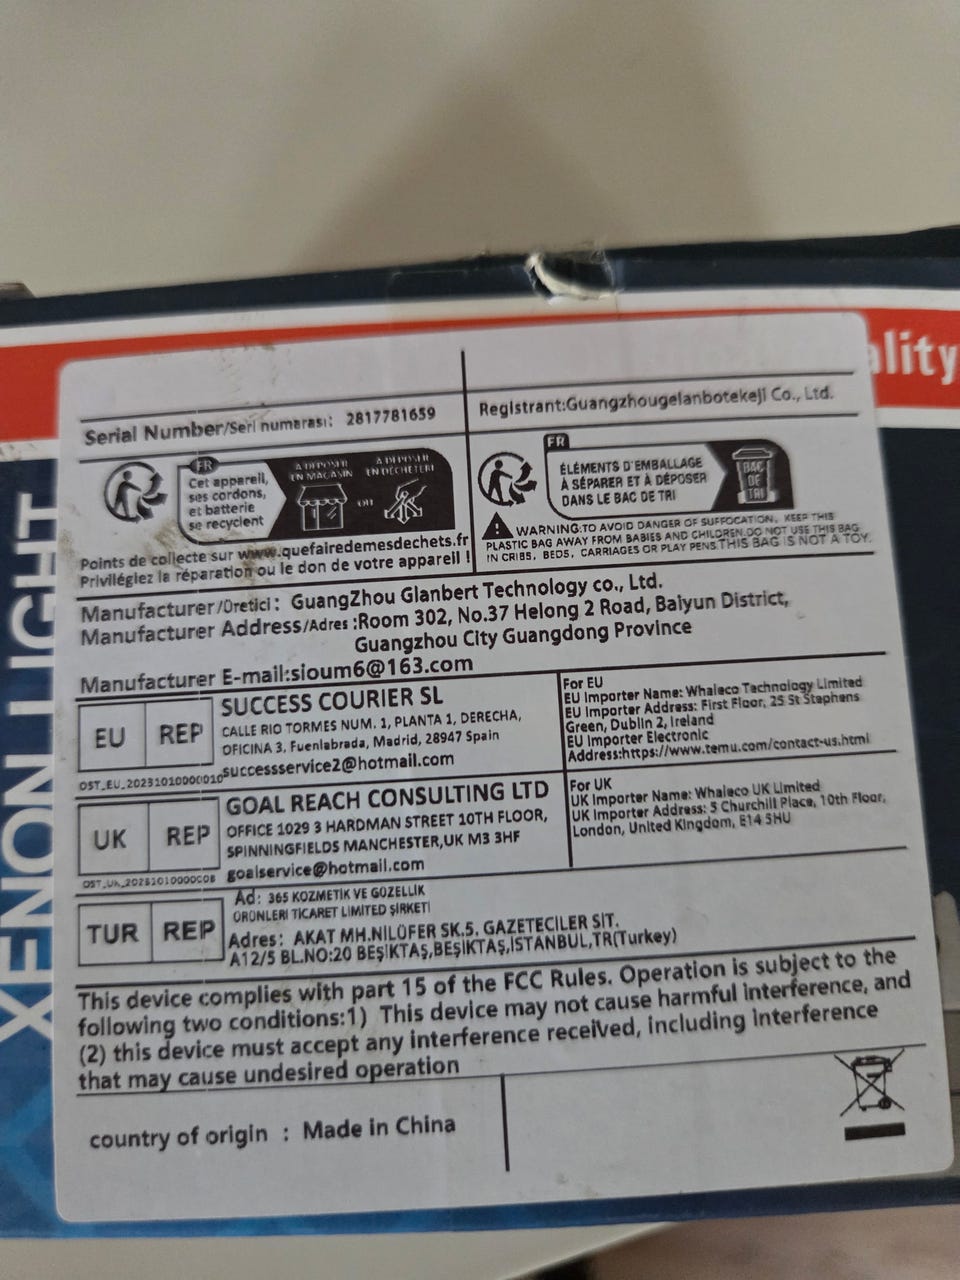 ality
XENON LIGHT
Serial Number/Seri numarası: 2817781659
Registrant:Guangzhougelanbotekeji Co., Ltd.
FR
Cet appareil,
ses cordons,
et batterie
se recyclent
À DÉPOSER
EN MAGASIN
OU
À DÉPOSER
EN DÉCHÈTERIE
Points de collecte sur www.quefairedemesdechets.fr
Privilégiez la réparation ou le don de votre appareil !
FR
ÉLÉMENTS D'EMBALLAGE
À SÉPARER ET À DÉPOSER
DANS LE BAC DE TRI
BAC
DE
TRI
WARNING:TO AVOID DANGER OF SUFFOCATION, KEEP THIS
PLASTIC BAG AWAY FROM BABIES AND CHILDREN.DO NOT USE THIS BAG
IN CRIBS, BEDS, CARRIAGES OR PLAY PENS THIS BAG IS NOT A TOY.
Manufacturer/Üretici: GuangZhou Glanbert Technology co., Ltd.
Manufacturer Address/Adres :Room 302, No.37 Helong 2 Road, Baiyun District,
Guangzhou City Guangdong Province
Manufacturer E-mail:sioum6@163.com
EU REP
SUCCESS COURIER SL
CALLE RIO TORMES NUM. 1, PLANTA 1, DERECHA,
OFICINA 3, Fuenlabrada, Madrid, 28947 Spain
OST_EU_20231010000010
successservice2@hotmail.com
For EU
EU Importer Name: Whaleco Technology Limited
EU Importer Address: First Floor, 25 St Stephens
Green, Dublin 2, Ireland
EU Importer Electronic
Address:https://www.temu.com/contact-us.html
UK REP
GOAL REACH CONSULTING LTD
OFFICE 1029 3 HARDMAN STREET 10TH FLOOR,
SPINNINGFIELDS MANCHESTER,UK M3 3HF
OST_UK_20231010000008
goalservice@hotmail.com
For UK
UK Importer Name: Whaleco UK Limited
UK Importer Address: 5 Churchill Place, 10th Floor,
London, United Kingdom, E14 5HU
TUR REP
Ad: 365 KOZMETİK VE GÜZELLİK
ÜRÜNLERİ TİCARET LİMİTED ŞİRKETİ
Adres: AKAT MH.NİLÜFER SK.5. GAZETECİLER SİT.
A12/5 BL.NO:20 BEŞİKTAŞ,BEŞİKTAŞ,İSTANBUL,TR(Turkey)
This device complies with part 15 of the FCC Rules. Operation is subject to the
following two conditions:1) This device may not cause harmful interference, and
(2) this device must accept any interference received, including interference
that may cause undesired operation
country of origin : Made in China